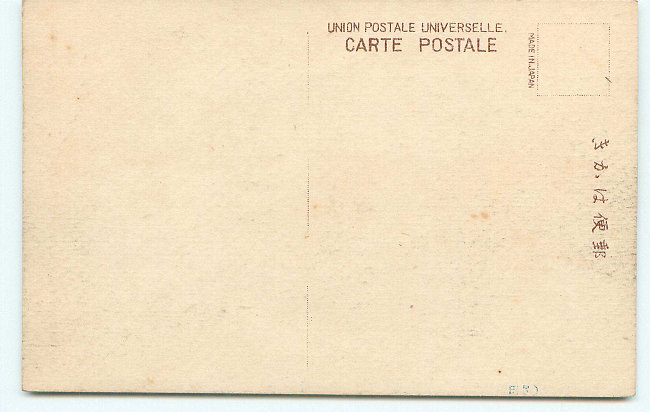 UNION POSTALE UNIVERSELLE.
CARTE POSTALE
MADE IN JAPAN
郵便はがき